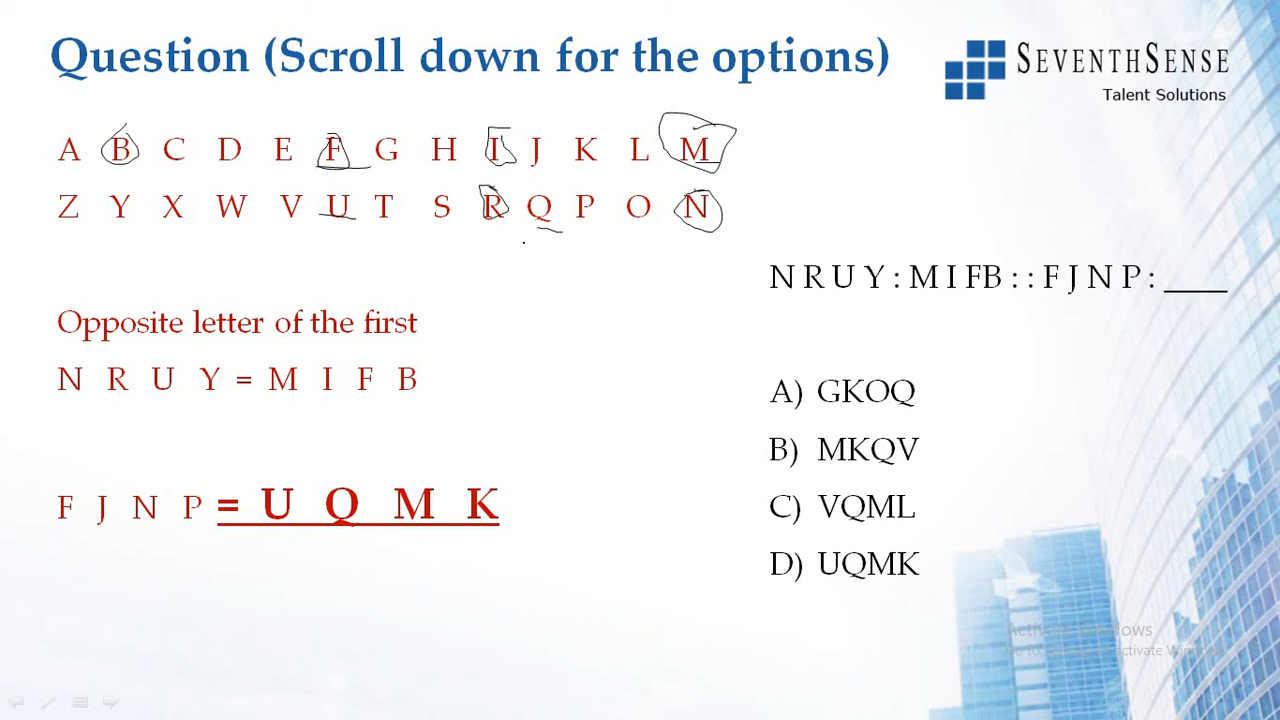 Question (Scroll down for the options)
SEVENTHSENSE
Talent Solutions
A B C D E F G H I J K L M
Z Y X W V U T S R Q P O N
N R U Y : M I FB : : F J N P : ____
Opposite letter of the first
N R U Y = M I F B
A) GKOQ
B) MKQV
F J N P = U Q M K
C) VQML
D) UQMK